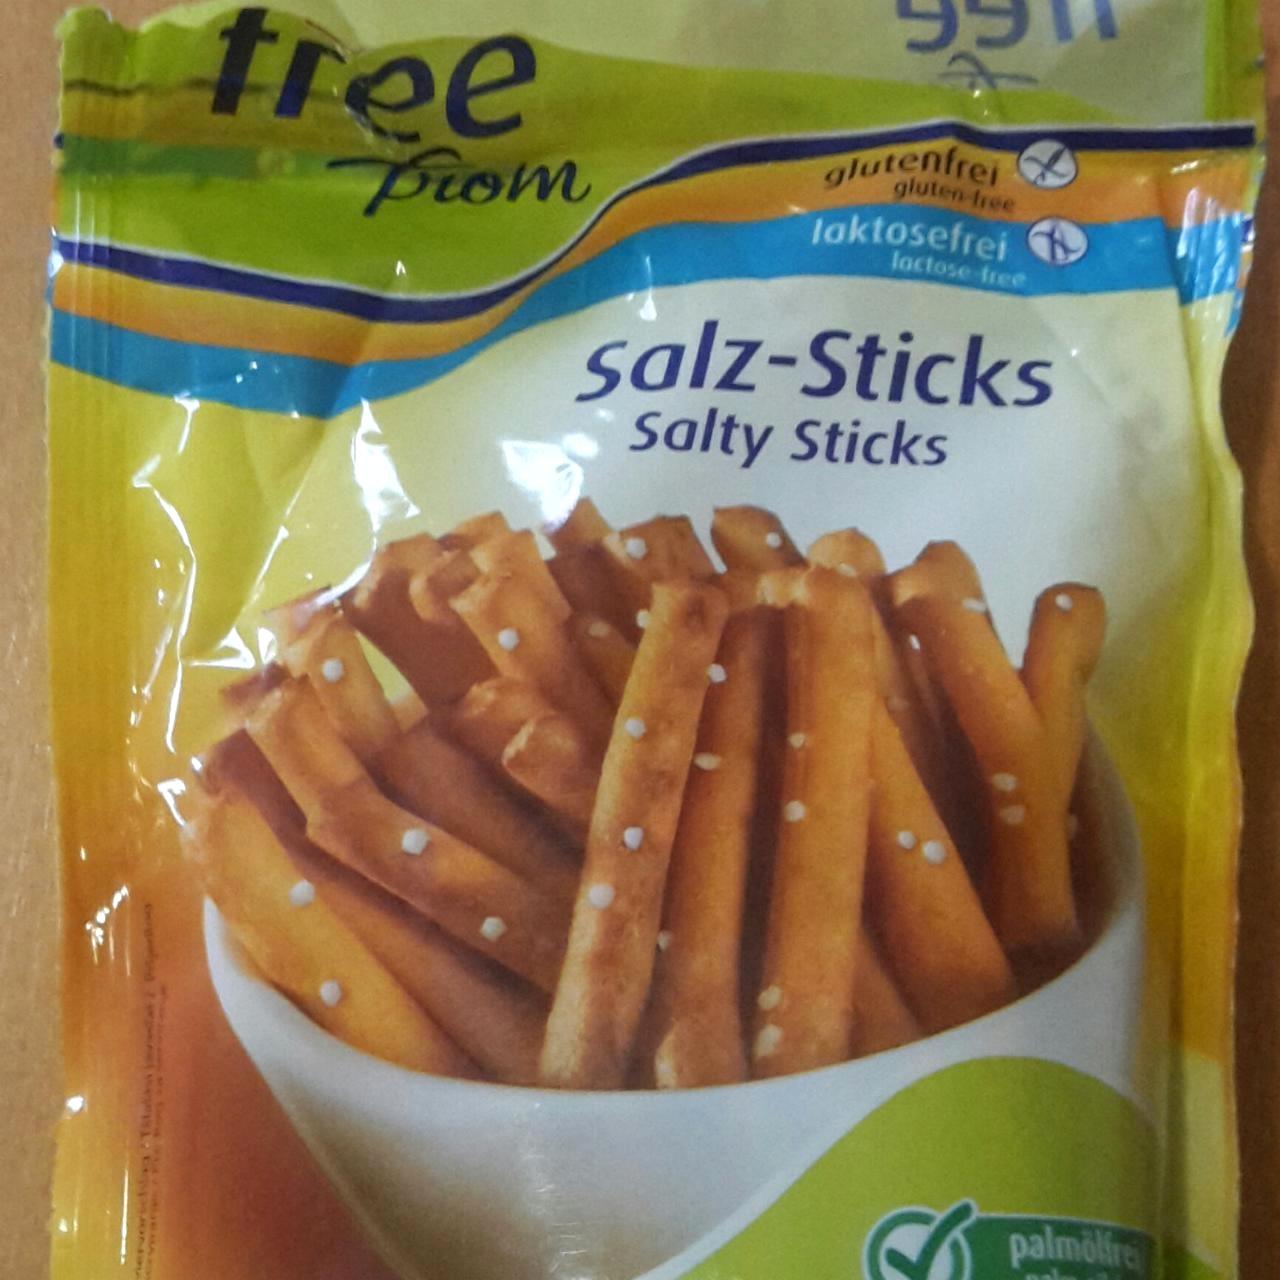 free
from
glutenfrei
gluten-free
laktosefrei
lactose-free
Salz-Sticks
Salty Sticks
palmölfrei